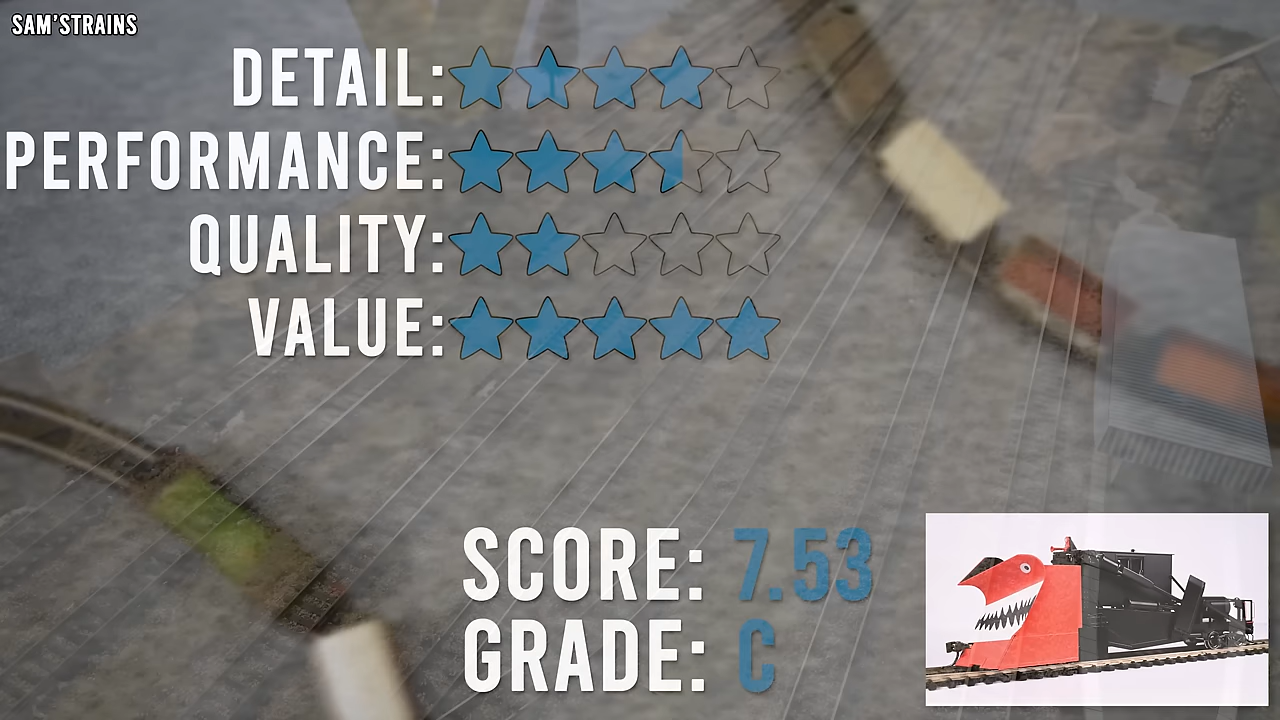 SAM'STRAINS
DETAIL:
PERFORMANCE:
QUALITY:
VALUE:
SCORE: 7.53
GRADE: C